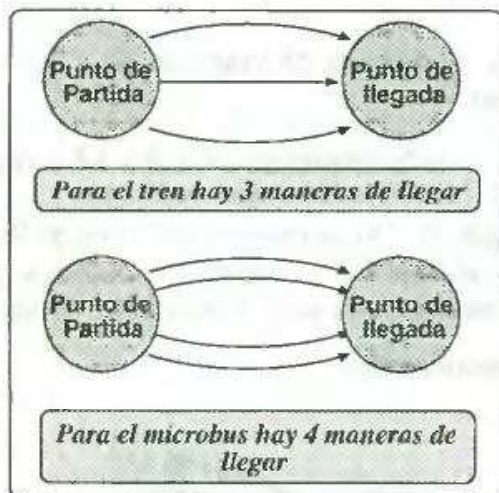 Punto de
Partida
Punto de
llegada
Para el tren hay 3 maneras de llegar
Punto de
Partida
Punto de
llegada
Para el microbus hay 4 maneras de
llegar